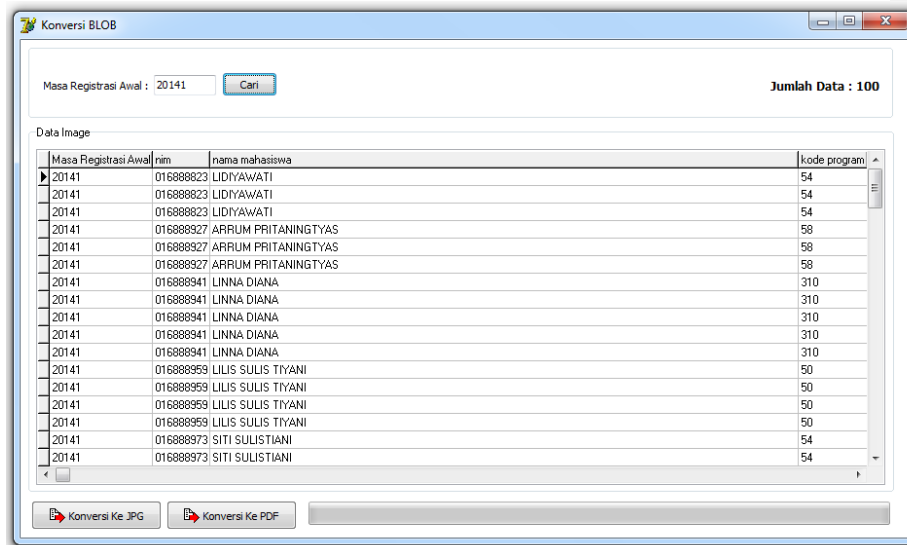 Konversi BLOB
Masa Registrasi Awal : 20141 Cari Jumlah Data : 100
Data Image
Masa Registrasi Awal nim nama mahasiswa kode program
20141 016888823 LIDIYAWATI 54
20141 016888823 LIDIYAWATI 54
20141 016888823 LIDIYAWATI 54
20141 016888927 ARRUM PRITANINGTYAS 58
20141 016888927 ARRUM PRITANINGTYAS 58
20141 016888927 ARRUM PRITANINGTYAS 58
20141 016888941 LINNA DIANA 310
20141 016888941 LINNA DIANA 310
20141 016888941 LINNA DIANA 310
20141 016888941 LINNA DIANA 310
20141 016888941 LINNA DIANA 310
20141 016888959 LILIS SULIS TIYANI 50
20141 016888959 LILIS SULIS TIYANI 50
20141 016888959 LILIS SULIS TIYANI 50
20141 016888959 LILIS SULIS TIYANI 50
20141 016888973 SITI SULISTIANI 54
20141 016888973 SITI SULISTIANI 54
Konversi Ke JPG Konversi Ke PDF